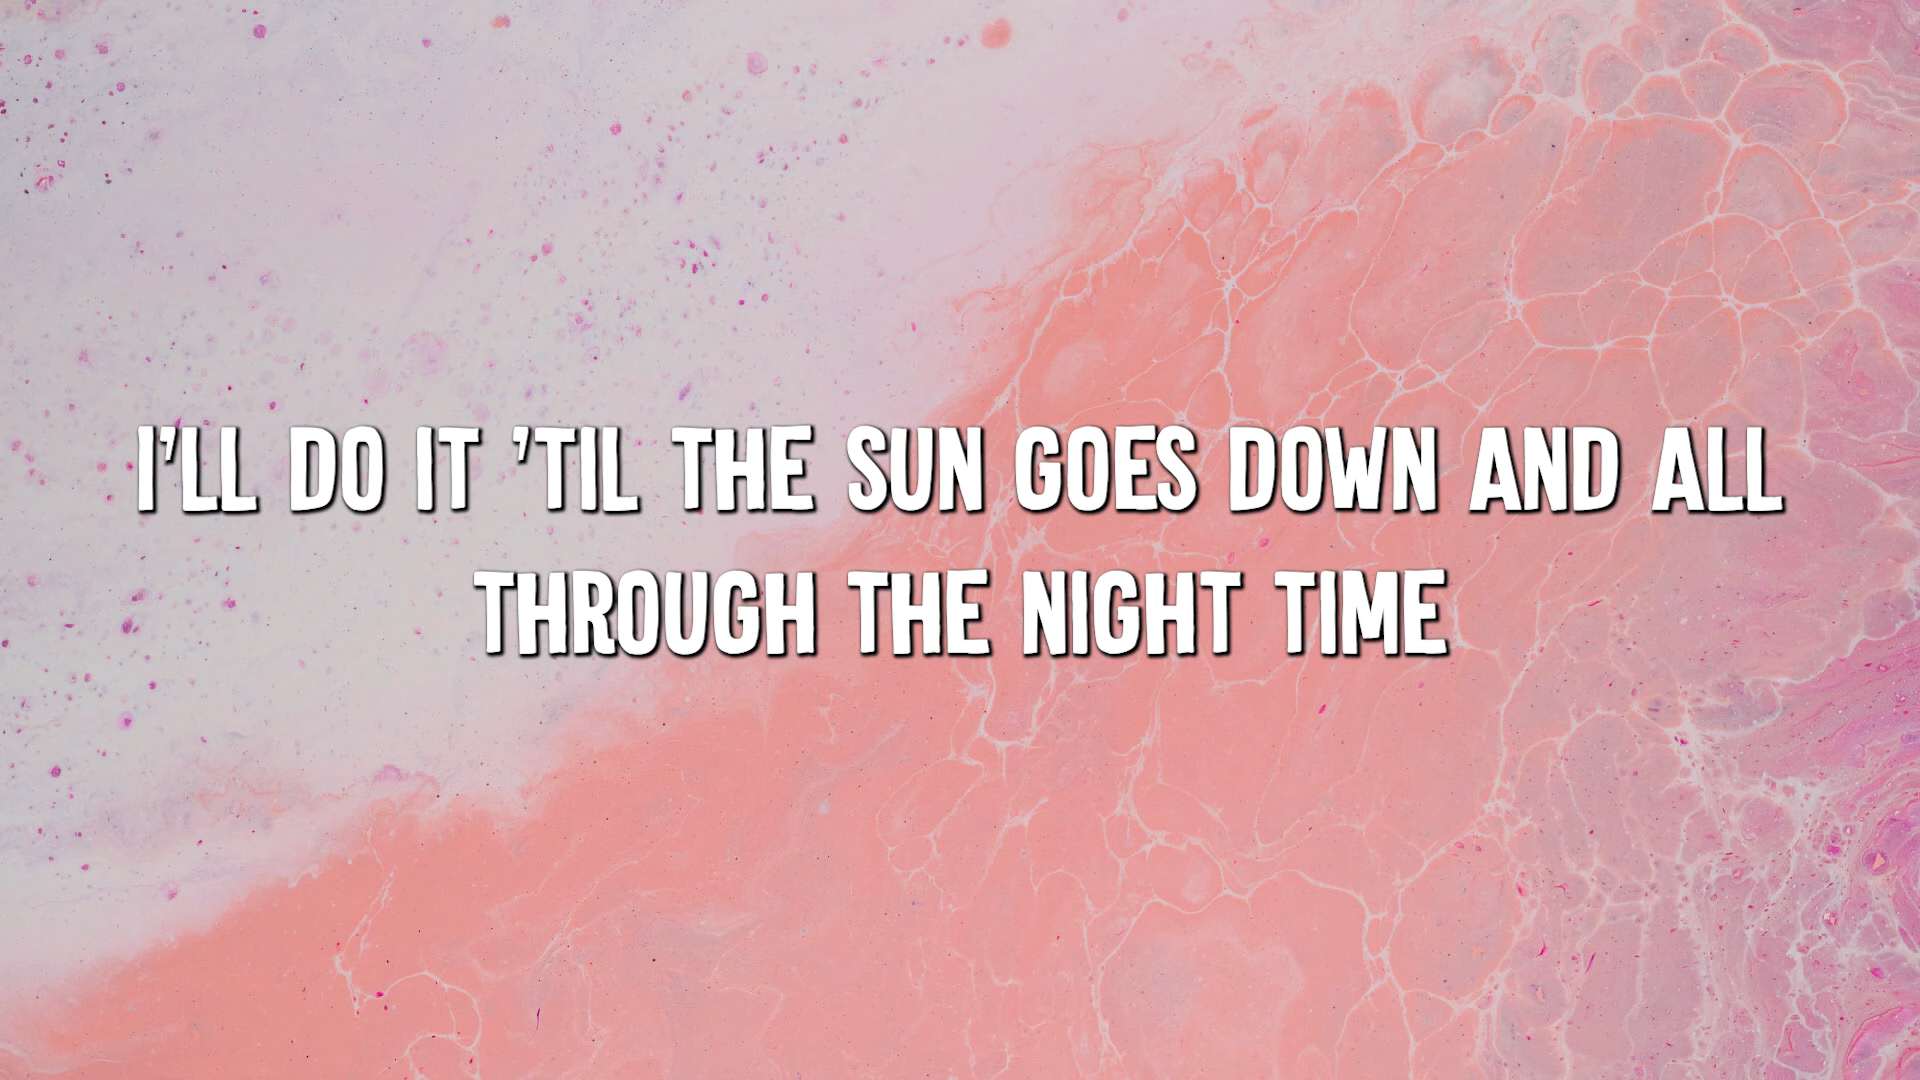 I'LL DO IT 'TIL THE SUN GOES DOWN AND ALL
THROUGH THE NIGHT TIME